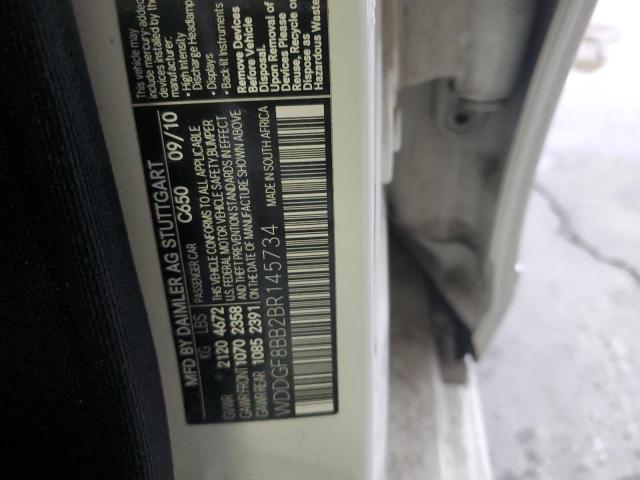 MFD BY DAIMLER AG STUTTGART
PASSENGER CAR C650 09/10
KG LBS
GVWR 2120 4672
GAWR FRONT 1070 2358
GAWR REAR 1085 2391
THIS VEHICLE CONFORMS TO ALL APPLICABLE
U.S. FEDERAL MOTOR VEHICLE SAFETY, BUMPER
AND THEFT PREVENTION STANDARDS IN EFFECT
ON THE DATE OF MANUFACTURE SHOWN ABOVE
WDDGF8BB2BR145734
MADE IN SOUTH AFRICA
This vehicle may
include mercury-added
devices installed by the
manufacturer:
• High Intensity
Discharge Headlamp
• Displays
• Back-lit Instruments
Remove Devices
before Vehicle
Disposal.
Upon Removal of
Devices Please
Reuse, Recycle or
Dispose as
Hazardous Waste